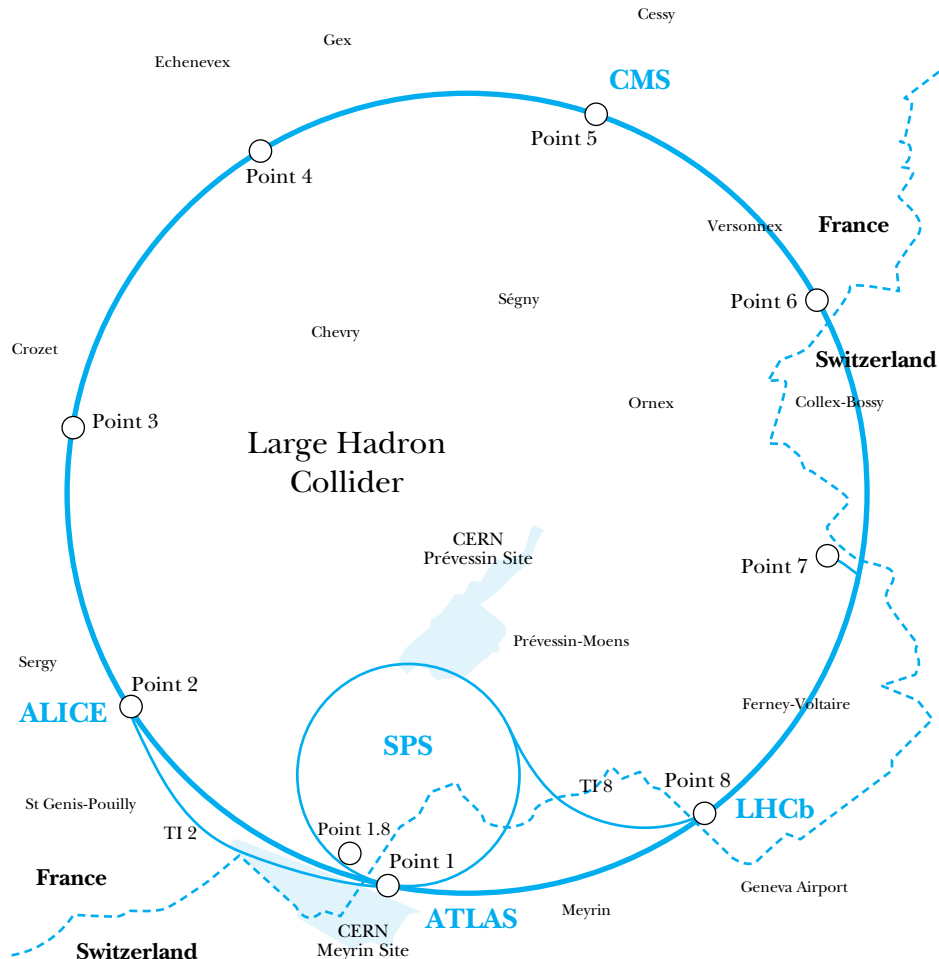 Cessy
Gex
Echenevex
CMS
Point 5
Point 4
Versonnex
France
Ségny
Point 6
Chevry
Crozet
Switzerland
Ornex
Collex-Bossy
Point 3
Large Hadron
Collider
CERN
Prévessin Site
Point 7
Prévessin-Moens
Sergy
Point 2
ALICE
Ferney-Voltaire
SPS
Point 8
TI 8
St Genis-Pouilly
LHCb
TI 2
Point 1.8
Point 1
France
Geneva Airport
Meyrin
ATLAS
CERN
Meyrin Site
Switzerland